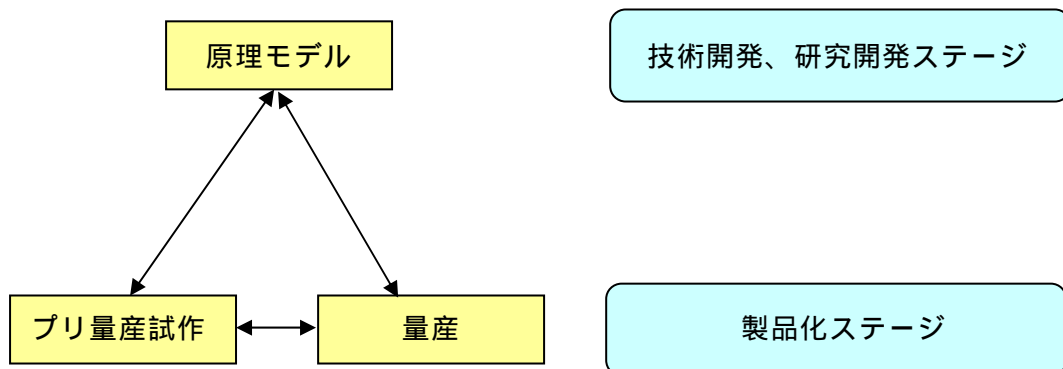 原理モデル
技術開発、研究開発ステージ
プリ量産試作
量産
製品化ステージ